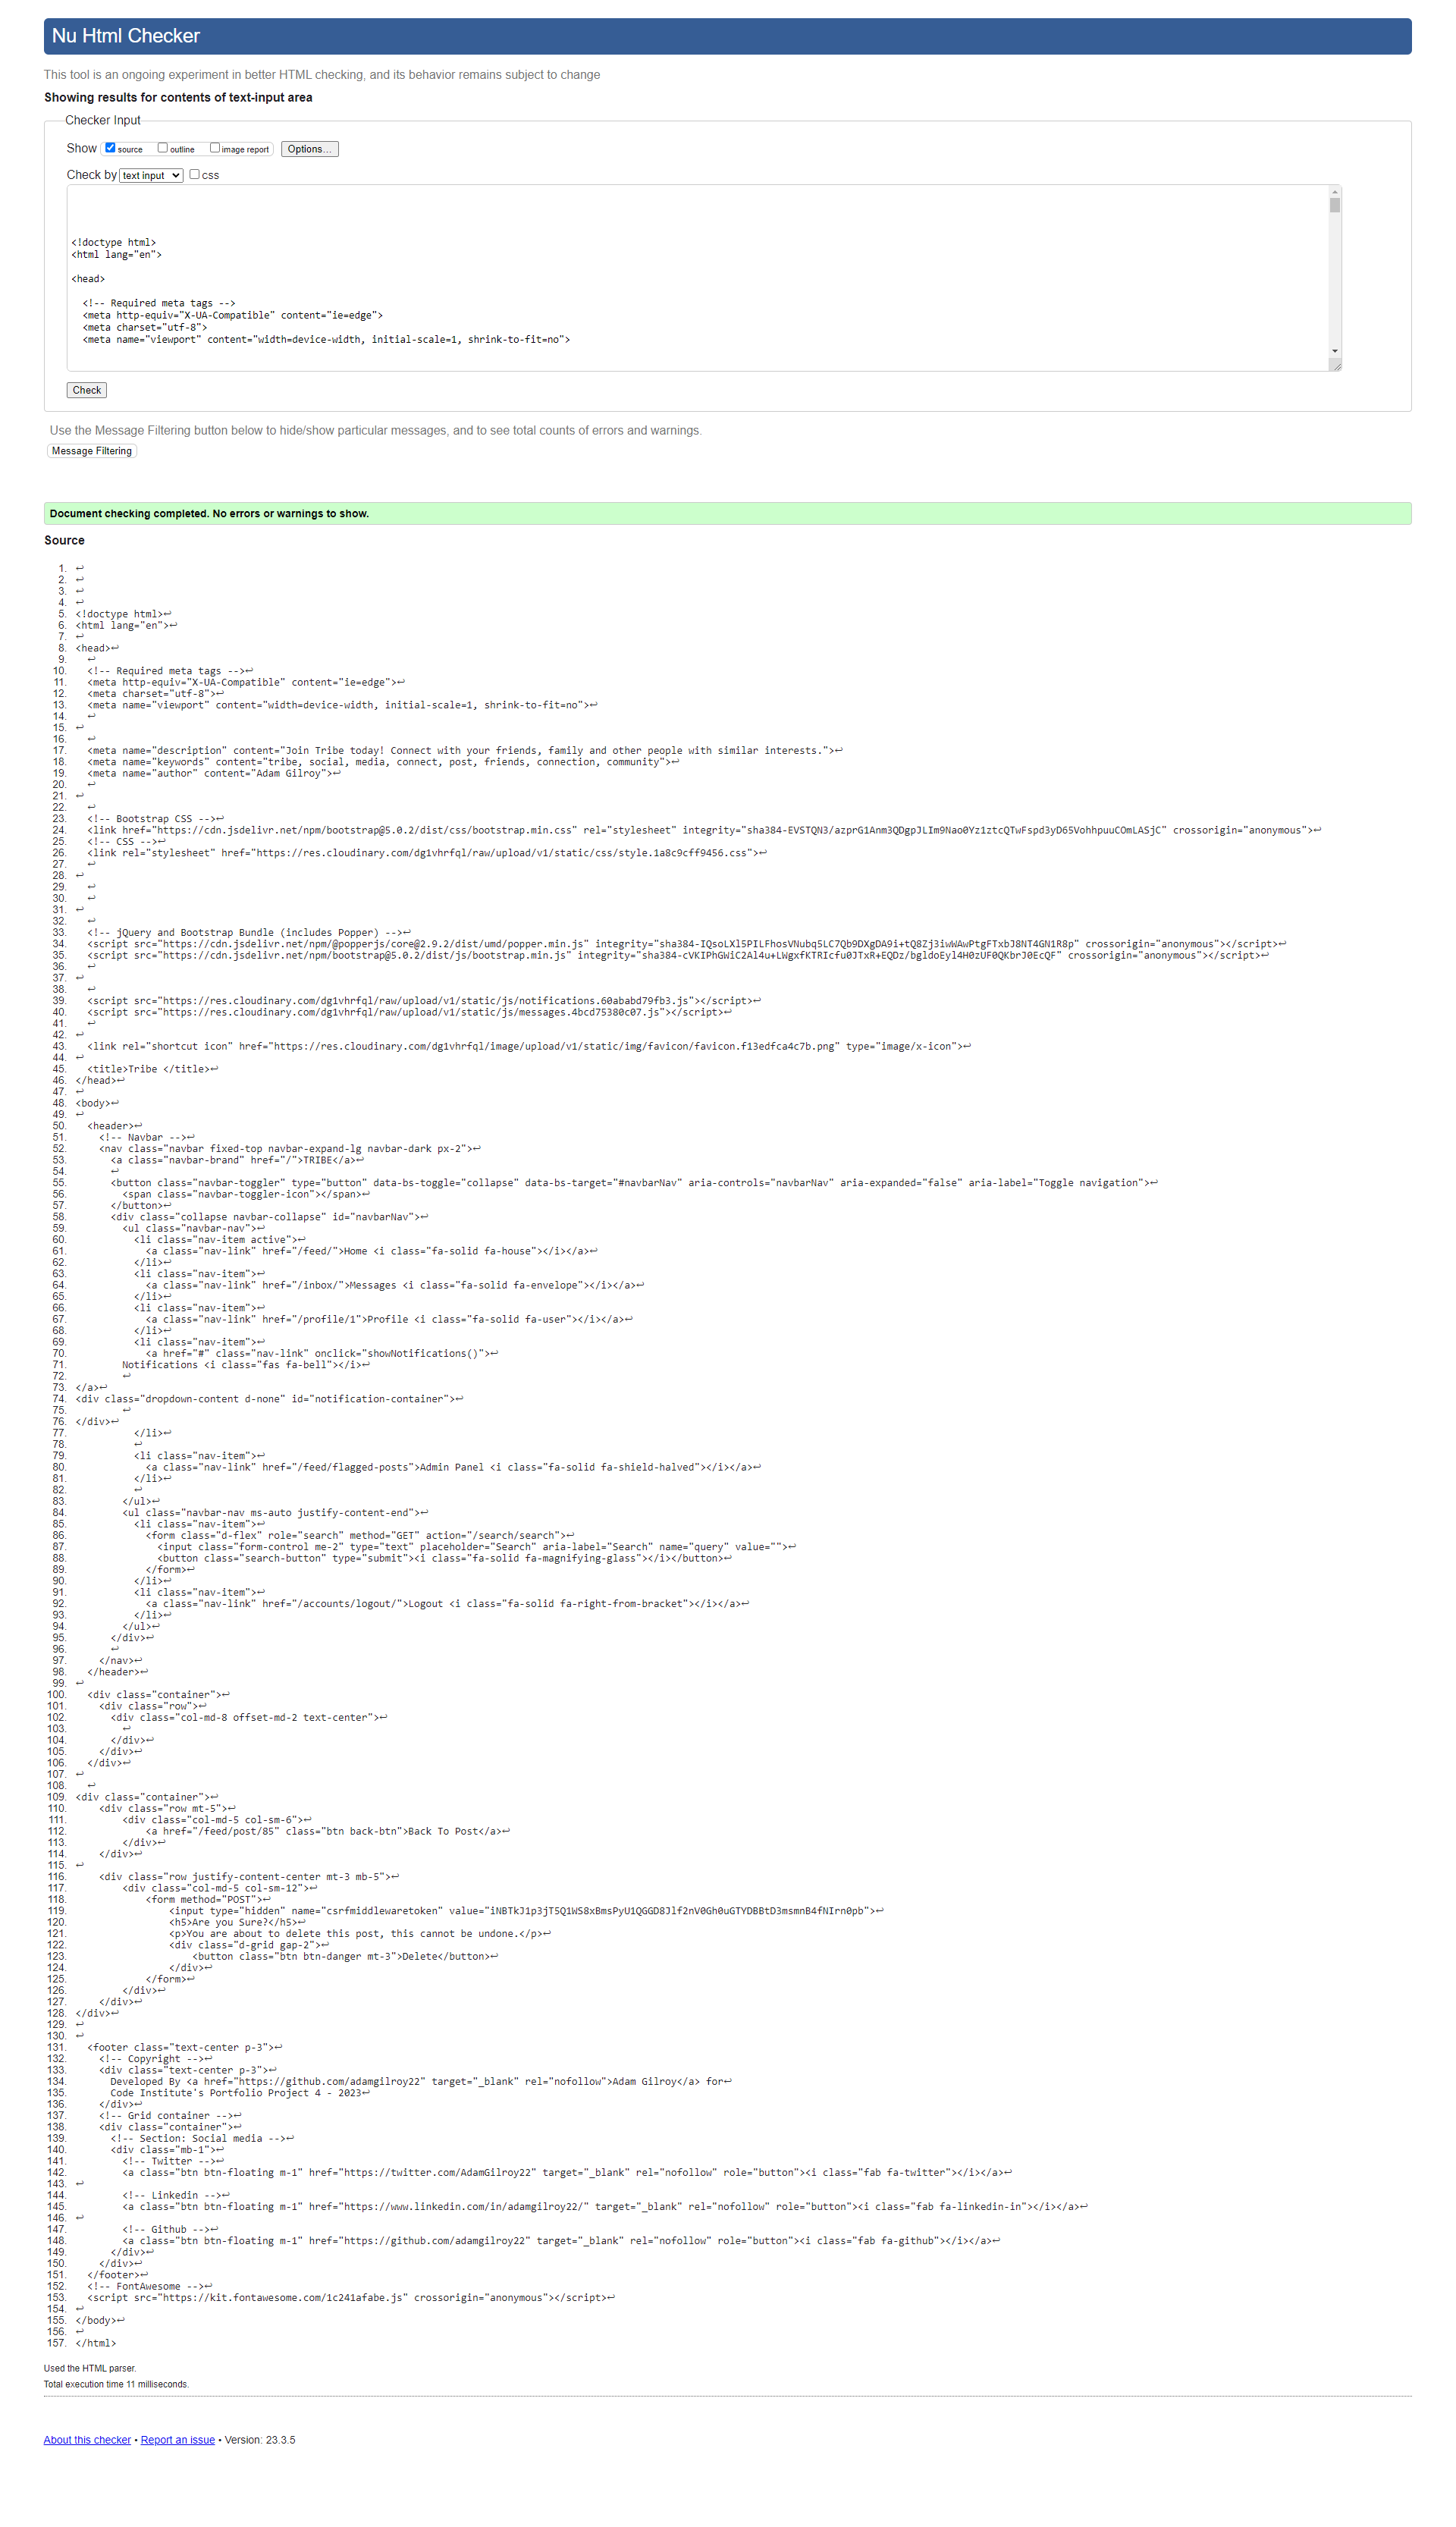 Nu Html Checker
This tool is an ongoing experiment in better HTML checking, and its behavior remains subject to change
Showing results for contents of text-input area
Checker Input
Show source outline image report Options...
Check by text input css
<!doctype html>
<html lang="en">
<head>
<!-- Required meta tags -->
<meta http-equiv="X-UA-Compatible" content="ie=edge">
<meta charset="utf-8">
<meta name="viewport" content="width=device-width, initial-scale=1, shrink-to-fit=no">
Check
Use the Message Filtering button below to hide/show particular messages, and to see total counts of errors and warnings.
Message Filtering
Document checking completed. No errors or warnings to show.
Source
1. ↩
2. ↩
3. ↩
4. ↩
5. <!doctype html>↩
6. <html lang="en">↩
7. ↩
8. <head>↩
9. ↩
10. <!-- Required meta tags -->↩
11. <meta http-equiv="X-UA-Compatible" content="ie=edge">↩
12. <meta charset="utf-8">↩
13. <meta name="viewport" content="width=device-width, initial-scale=1, shrink-to-fit=no">↩
14. ↩
15. ↩
16. ↩
17. <meta name="description" content="Join Tribe today! Connect with your friends, family and other people with similar interests.">↩
18. <meta name="keywords" content="tribe, social, media, connect, post, friends, connection, community">↩
19. <meta name="author" content="Adam Gilroy">↩
20. ↩
21. ↩
22. ↩
23. <!-- Bootstrap CSS -->↩
24. <link href="https://cdn.jsdelivr.net/npm/bootstrap@5.0.2/dist/css/bootstrap.min.css" rel="stylesheet" integrity="sha384-EVSTQN3/azprG1Anm3QDgpJLIm9Nao0Yz1ztcQTwFspd3yD65VohhpuuCOmLASjC" crossorigin="anonymous">↩
25. <!-- CSS -->↩
26. <link rel="stylesheet" href="https://res.cloudinary.com/dg1vhrfql/raw/upload/v1/static/css/style.1a8c9cff9456.css">↩
27. ↩
28. ↩
29. ↩
30. ↩
31. ↩
32. ↩
33. <!-- jQuery and Bootstrap Bundle (includes Popper) -->↩
34. <script src="https://cdn.jsdelivr.net/npm/@popperjs/core@2.9.2/dist/umd/popper.min.js" integrity="sha384-IQsoLXl5PILFhosVNubq5LC7Qb9DXgDA9i+tQ8Zj3iwWAwPtgFTxbJ8NT4GN1R8p" crossorigin="anonymous"></script>↩
35. <script src="https://cdn.jsdelivr.net/npm/bootstrap@5.0.2/dist/js/bootstrap.min.js" integrity="sha384-cVKIPhGWiC2Al4u+LWgxfKTRIcfu0JTxR+EQDz/bgldoEyl4H0zUF0QKbrJ0EcQF" crossorigin="anonymous"></script>↩
36. ↩
37. ↩
38. ↩
39. <script src="https://res.cloudinary.com/dg1vhrfql/raw/upload/v1/static/js/notifications.60ababd79fb3.js"></script>↩
40. <script src="https://res.cloudinary.com/dg1vhrfql/raw/upload/v1/static/js/messages.4bcd75380c07.js"></script>↩
41. ↩
42. ↩
43. <link rel="shortcut icon" href="https://res.cloudinary.com/dg1vhrfql/image/upload/v1/static/img/favicon/favicon.f13edfca4c7b.png" type="image/x-icon">↩
44. ↩
45. <title>Tribe </title>↩
46. </head>↩
47. ↩
48. <body>↩
49. ↩
50. <header>↩
51. <!-- Navbar -->↩
52. <nav class="navbar fixed-top navbar-expand-lg navbar-dark px-2">↩
53. <a class="navbar-brand" href="/">TRIBE</a>↩
54. ↩
55. <button class="navbar-toggler" type="button" data-bs-toggle="collapse" data-bs-target="#navbarNav" aria-controls="navbarNav" aria-expanded="false" aria-label="Toggle navigation">↩
56. <span class="navbar-toggler-icon"></span>↩
57. </button>↩
58. <div class="collapse navbar-collapse" id="navbarNav">↩
59. <ul class="navbar-nav">↩
60. <li class="nav-item active">↩
61. <a class="nav-link" href="/feed/">Home <i class="fa-solid fa-house"></i></a>↩
62. </li>↩
63. <li class="nav-item">↩
64. <a class="nav-link" href="/inbox/">Messages <i class="fa-solid fa-envelope"></i></a>↩
65. </li>↩
66. <li class="nav-item">↩
67. <a class="nav-link" href="/profile/1">Profile <i class="fa-solid fa-user"></i></a>↩
68. </li>↩
69. <li class="nav-item">↩
70. <a href="#" class="nav-link" onclick="showNotifications()">↩
71. Notifications <i class="fas fa-bell"></i>↩
72. ↩
73. </a>↩
74. <div class="dropdown-content d-none" id="notification-container">↩
75. ↩
76. </div>↩
77. </li>↩
78. ↩
79. <li class="nav-item">↩
80. <a class="nav-link" href="/feed/flagged-posts">Admin Panel <i class="fa-solid fa-shield-halved"></i></a>↩
81. </li>↩
82. ↩
83. </ul>↩
84. <ul class="navbar-nav ms-auto justify-content-end">↩
85. <li class="nav-item">↩
86. <form class="d-flex" role="search" method="GET" action="/search/search">↩
87. <input class="form-control me-2" type="text" placeholder="Search" aria-label="Search" name="query" value="">↩
88. <button class="search-button" type="submit"><i class="fa-solid fa-magnifying-glass"></i></button>↩
89. </form>↩
90. </li>↩
91. <li class="nav-item">↩
92. <a class="nav-link" href="/accounts/logout/">Logout <i class="fa-solid fa-right-from-bracket"></i></a>↩
93. </li>↩
94. </ul>↩
95. </div>↩
96. ↩
97. </nav>↩
98. </header>↩
99. ↩
100. <div class="container">↩
101. <div class="row">↩
102. <div class="col-md-8 offset-md-2 text-center">↩
103. ↩
104. </div>↩
105. </div>↩
106. </div>↩
107. ↩
108. ↩
109. <div class="container">↩
110. <div class="row mt-5">↩
111. <div class="col-md-5 col-sm-6">↩
112. <a href="/feed/post/85" class="btn back-btn">Back To Post</a>↩
113. </div>↩
114. </div>↩
115. ↩
116. <div class="row justify-content-center mt-3 mb-5">↩
117. <div class="col-md-5 col-sm-12">↩
118. <form method="POST">↩
119. <input type="hidden" name="csrfmiddlewaretoken" value="iNBTkJ1p3jT5Q1WS8xBmsPyU1QGGD8Jlf2nV0Gh0uGTYDBBtD3msmnB4fNIrn0pb">↩
120. <h5>Are you Sure?</h5>↩
121. <p>You are about to delete this post, this cannot be undone.</p>↩
122. <div class="d-grid gap-2">↩
123. <button class="btn btn-danger mt-3">Delete</button>↩
124. </div>↩
125. </form>↩
126. </div>↩
127. </div>↩
128. </div>↩
129. ↩
130. ↩
131. <footer class="text-center p-3">↩
132. <!-- Copyright -->↩
133. <div class="text-center p-3">↩
134. Developed By <a href="https://github.com/adamgilroy22" target="_blank" rel="nofollow">Adam Gilroy</a> for↩
135. Code Institute's Portfolio Project 4 - 2023↩
136. </div>↩
137. <!-- Grid container -->↩
138. <div class="container">↩
139. <!-- Section: Social media -->↩
140. <div class="mb-1">↩
141. <!-- Twitter -->↩
142. <a class="btn btn-floating m-1" href="https://twitter.com/AdamGilroy22" target="_blank" rel="nofollow" role="button"><i class="fab fa-twitter"></i></a>↩
143. ↩
144. <!-- Linkedin -->↩
145. <a class="btn btn-floating m-1" href="https://www.linkedin.com/in/adamgilroy22/" target="_blank" rel="nofollow" role="button"><i class="fab fa-linkedin-in"></i></a>↩
146. ↩
147. <!-- Github -->↩
148. <a class="btn btn-floating m-1" href="https://github.com/adamgilroy22" target="_blank" rel="nofollow" role="button"><i class="fab fa-github"></i></a>↩
149. </div>↩
150. </div>↩
151. </footer>↩
152. <!-- FontAwesome -->↩
153. <script src="https://kit.fontawesome.com/1c241afabe.js" crossorigin="anonymous"></script>↩
154. ↩
155. </body>↩
156. ↩
157. </html>
Used the HTML parser.
Total execution time 11 milliseconds.
About this checker • Report an issue • Version: 23.3.5